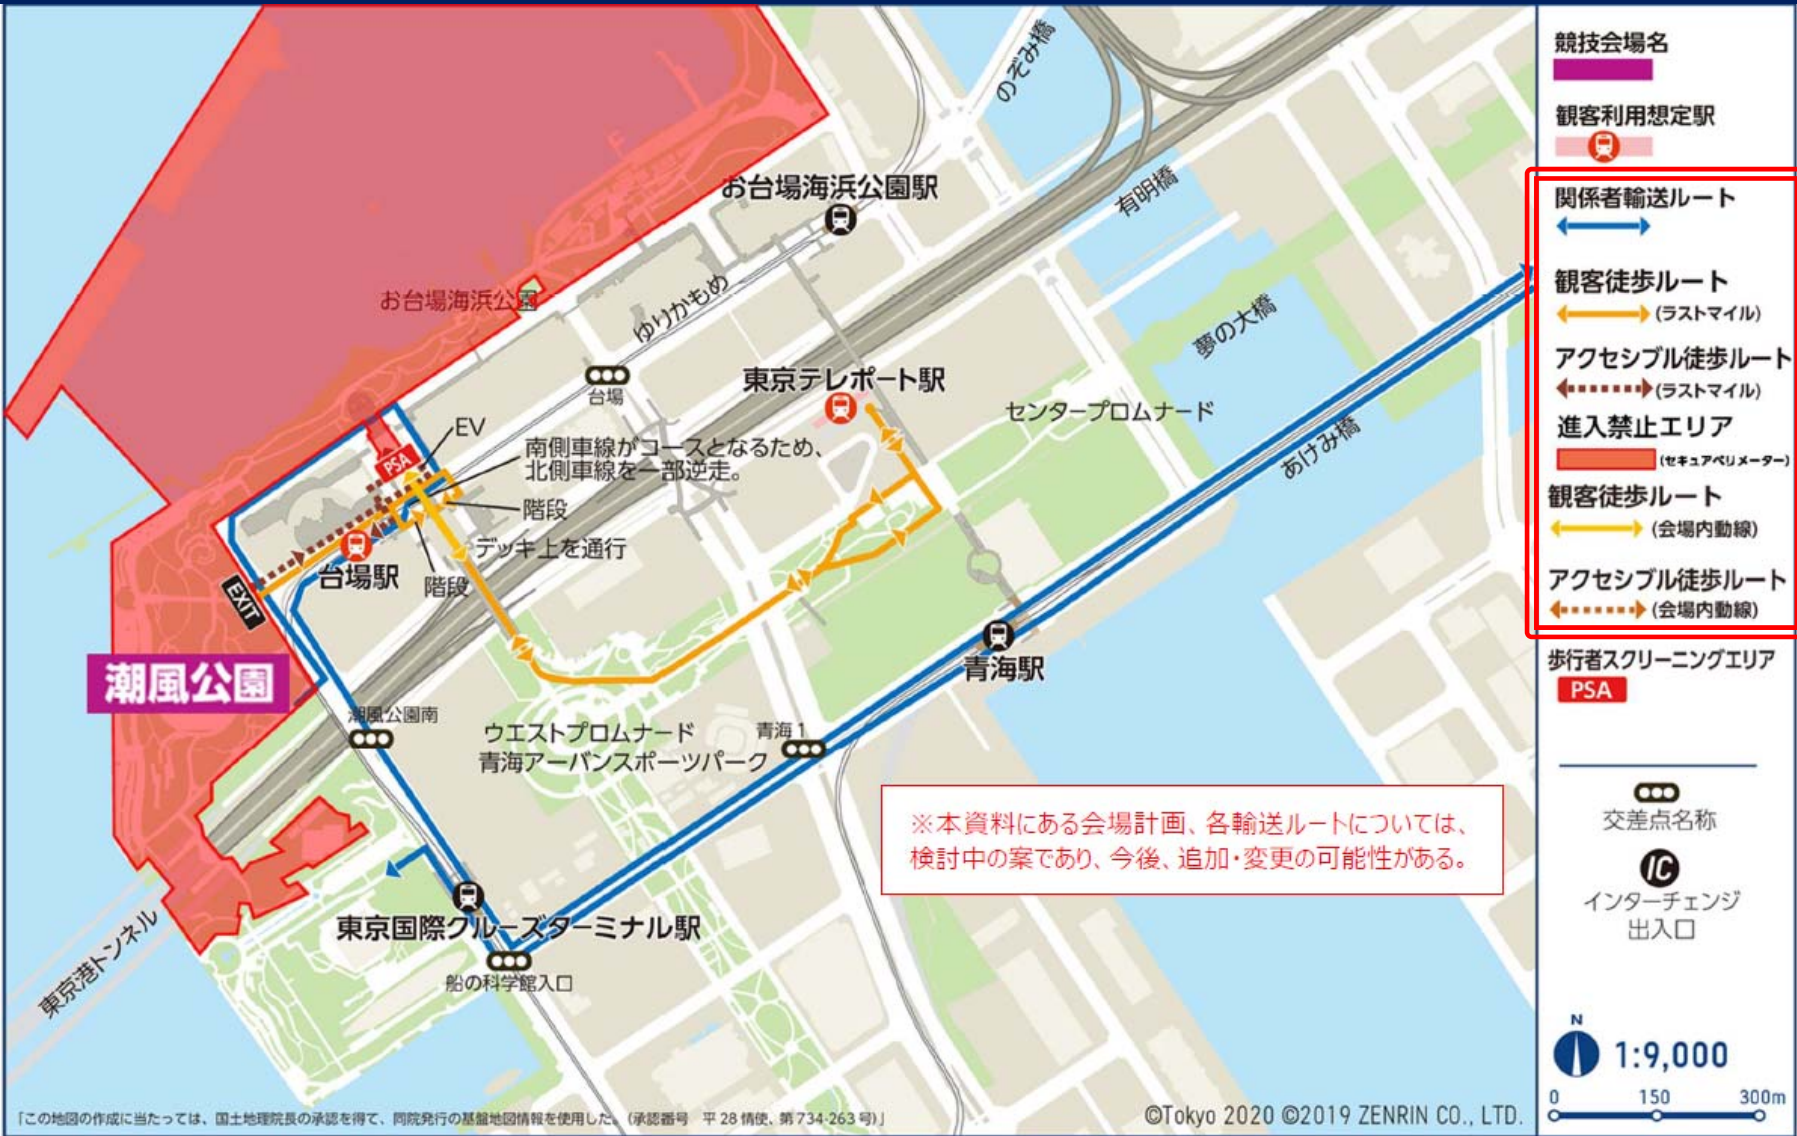 のぞみ橋
お台場海浜公園駅
有明橋
お台場海浜公園
ゆりかもめ
夢の大橋
台場
東京テレポート駅
センタープロムナード
あけみ橋
EV
PSA
南側車線がコースとなるため、
北側車線を一部逆走。
階段
デッキ上を通行
台場駅
階段
EXIT
潮風公園
青海駅
潮風公園南
ウエストプロムナード
青海アーバンスポーツパーク
青海1
※本資料にある会場計画、各輸送ルートについては、
検討中の案であり、今後、追加・変更の可能性がある。
東京国際クルーズターミナル駅
船の科学館入口
東京港トンネル
「この地図の作成に当たっては、国土地理院長の承認を得て、同院発行の基盤地図情報を使用した。(承認番号 平28情使、第734-263号)」
©Tokyo 2020 ©2019 ZENRIN CO., LTD.
競技会場名
観客利用想定駅
関係者輸送ルート
観客徒歩ルート
(ラストマイル)
アクセシブル徒歩ルート
(ラストマイル)
進入禁止エリア
(セキュアペリメーター)
観客徒歩ルート
(会場内動線)
アクセシブル徒歩ルート
(会場内動線)
歩行者スクリーニングエリア
PSA
交差点名称
IC
インターチェンジ
出入口
N
1:9,000
0 150 300m